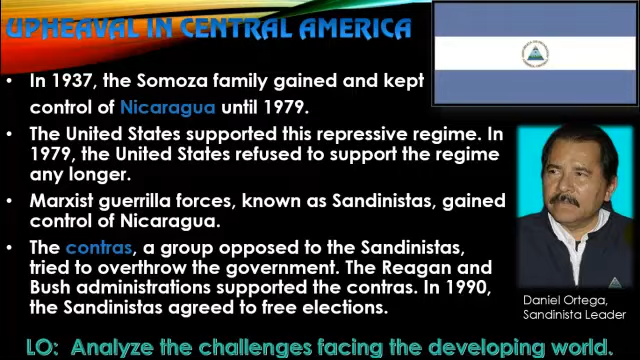 UPHEAVAL IN CENTRAL AMERICA
• In 1937, the Somoza family gained and kept
control of Nicaragua until 1979.
• The United States supported this repressive regime. In
1979, the United States refused to support the regime
any longer.
• Marxist guerrilla forces, known as Sandinistas, gained
control of Nicaragua.
• The contras, a group opposed to the Sandinistas,
tried to overthrow the government. The Reagan and
Bush administrations supported the contras. In 1990,
the Sandinistas agreed to free elections.
Daniel Ortega,
Sandinista Leader
LO: Analyze the challenges facing the developing world.